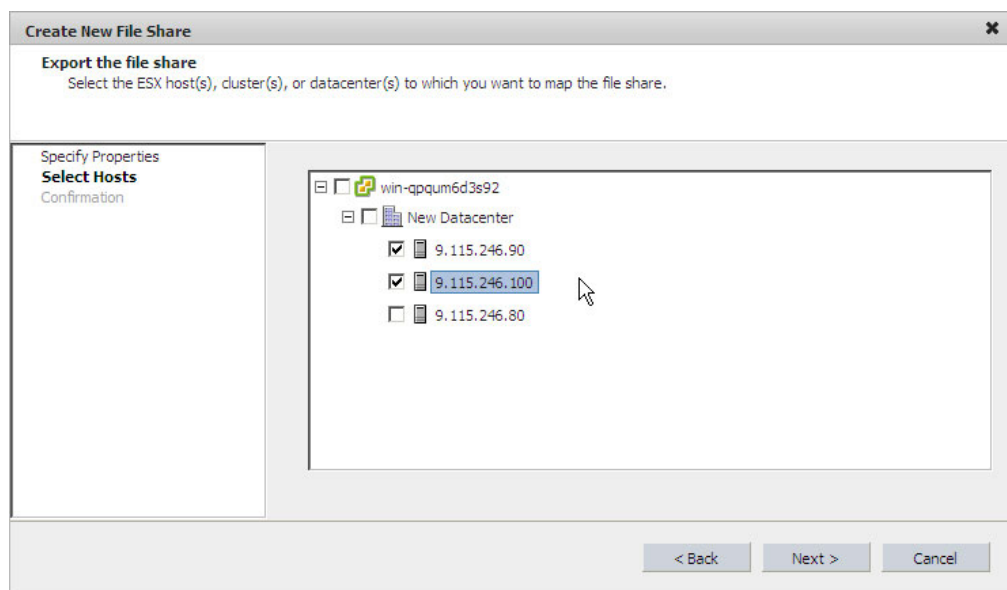 Create New File Share
Export the file share
Select the ESX host(s), cluster(s), or datacenter(s) to which you want to map the file share.
Specify Properties
Select Hosts
Confirmation
win-qpqum6d3s92
New Datacenter
9.115.246.90
9.115.246.100
9.115.246.80
< Back
Next >
Cancel